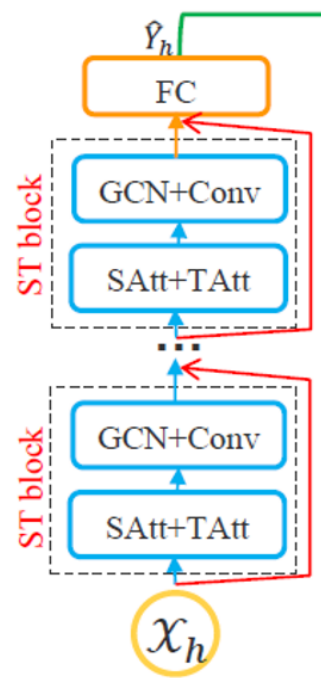 Ŷₕ
FC
ST block
GCN+Conv
SAtt+TAtt
...
ST block
GCN+Conv
SAtt+TAtt
𝒳ₕ